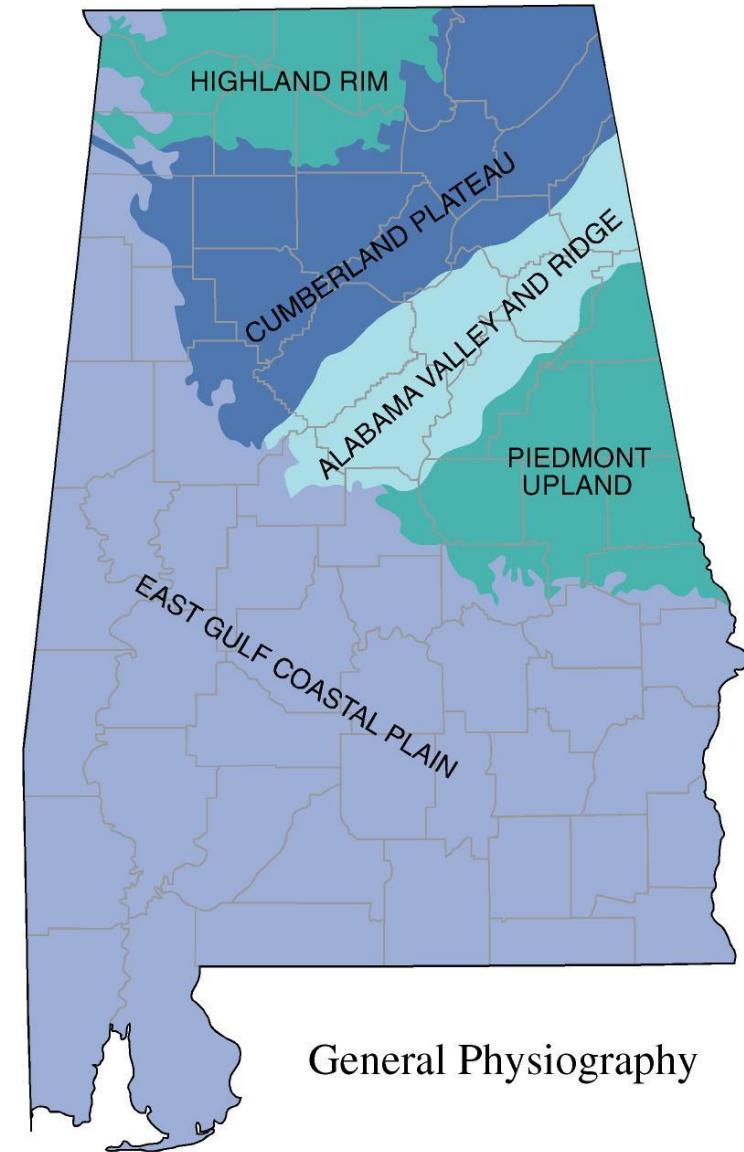 HIGHLAND RIM
CUMBERLAND PLATEAU
ALABAMA VALLEY AND RIDGE
PIEDMONT
UPLAND
EAST GULF COASTAL PLAIN
General Physiography